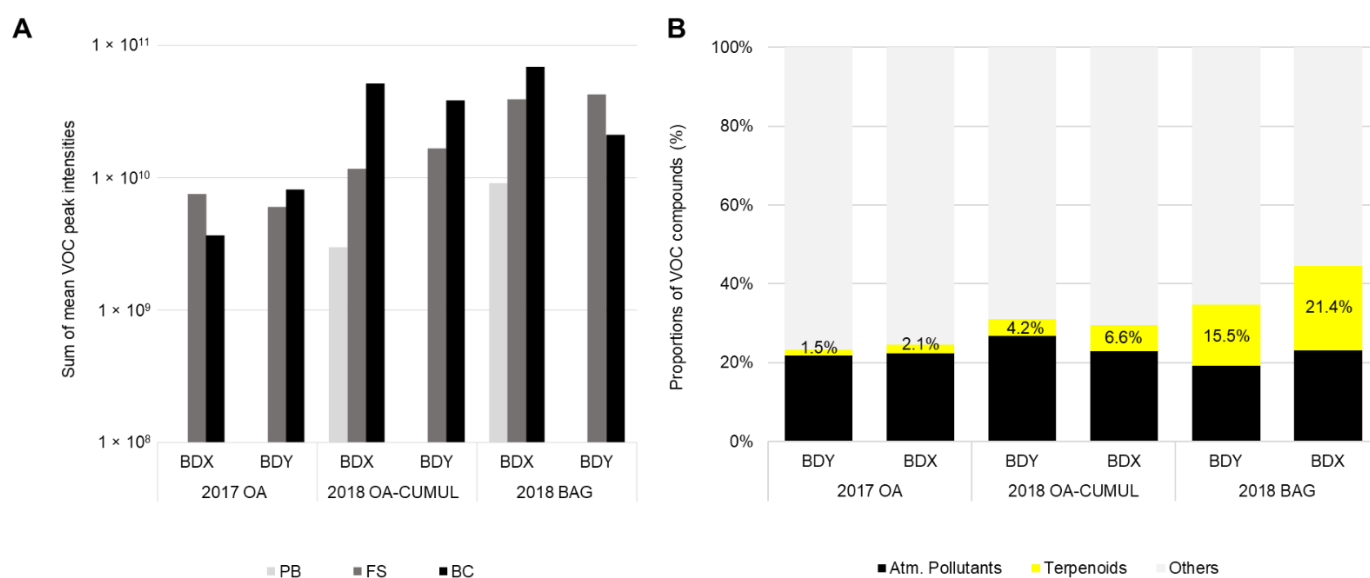 A
Sum of mean VOC peak intensities
1 × 10¹¹
1 × 10¹⁰
1 × 10⁹
1 × 10⁸
BDX BDY BDX BDY BDX BDY
2017 OA 2018 OA-CUMUL 2018 BAG
PB FS BC
B
Proportions of VOC compounds (%)
100%
80%
60%
40%
20%
0%
1.5% 2.1% 4.2% 6.6% 15.5% 21.4%
BDY BDX BDY BDX BDY BDX
2017 OA 2018 OA-CUMUL 2018 BAG
Atm. Pollutants Terpenoids Others